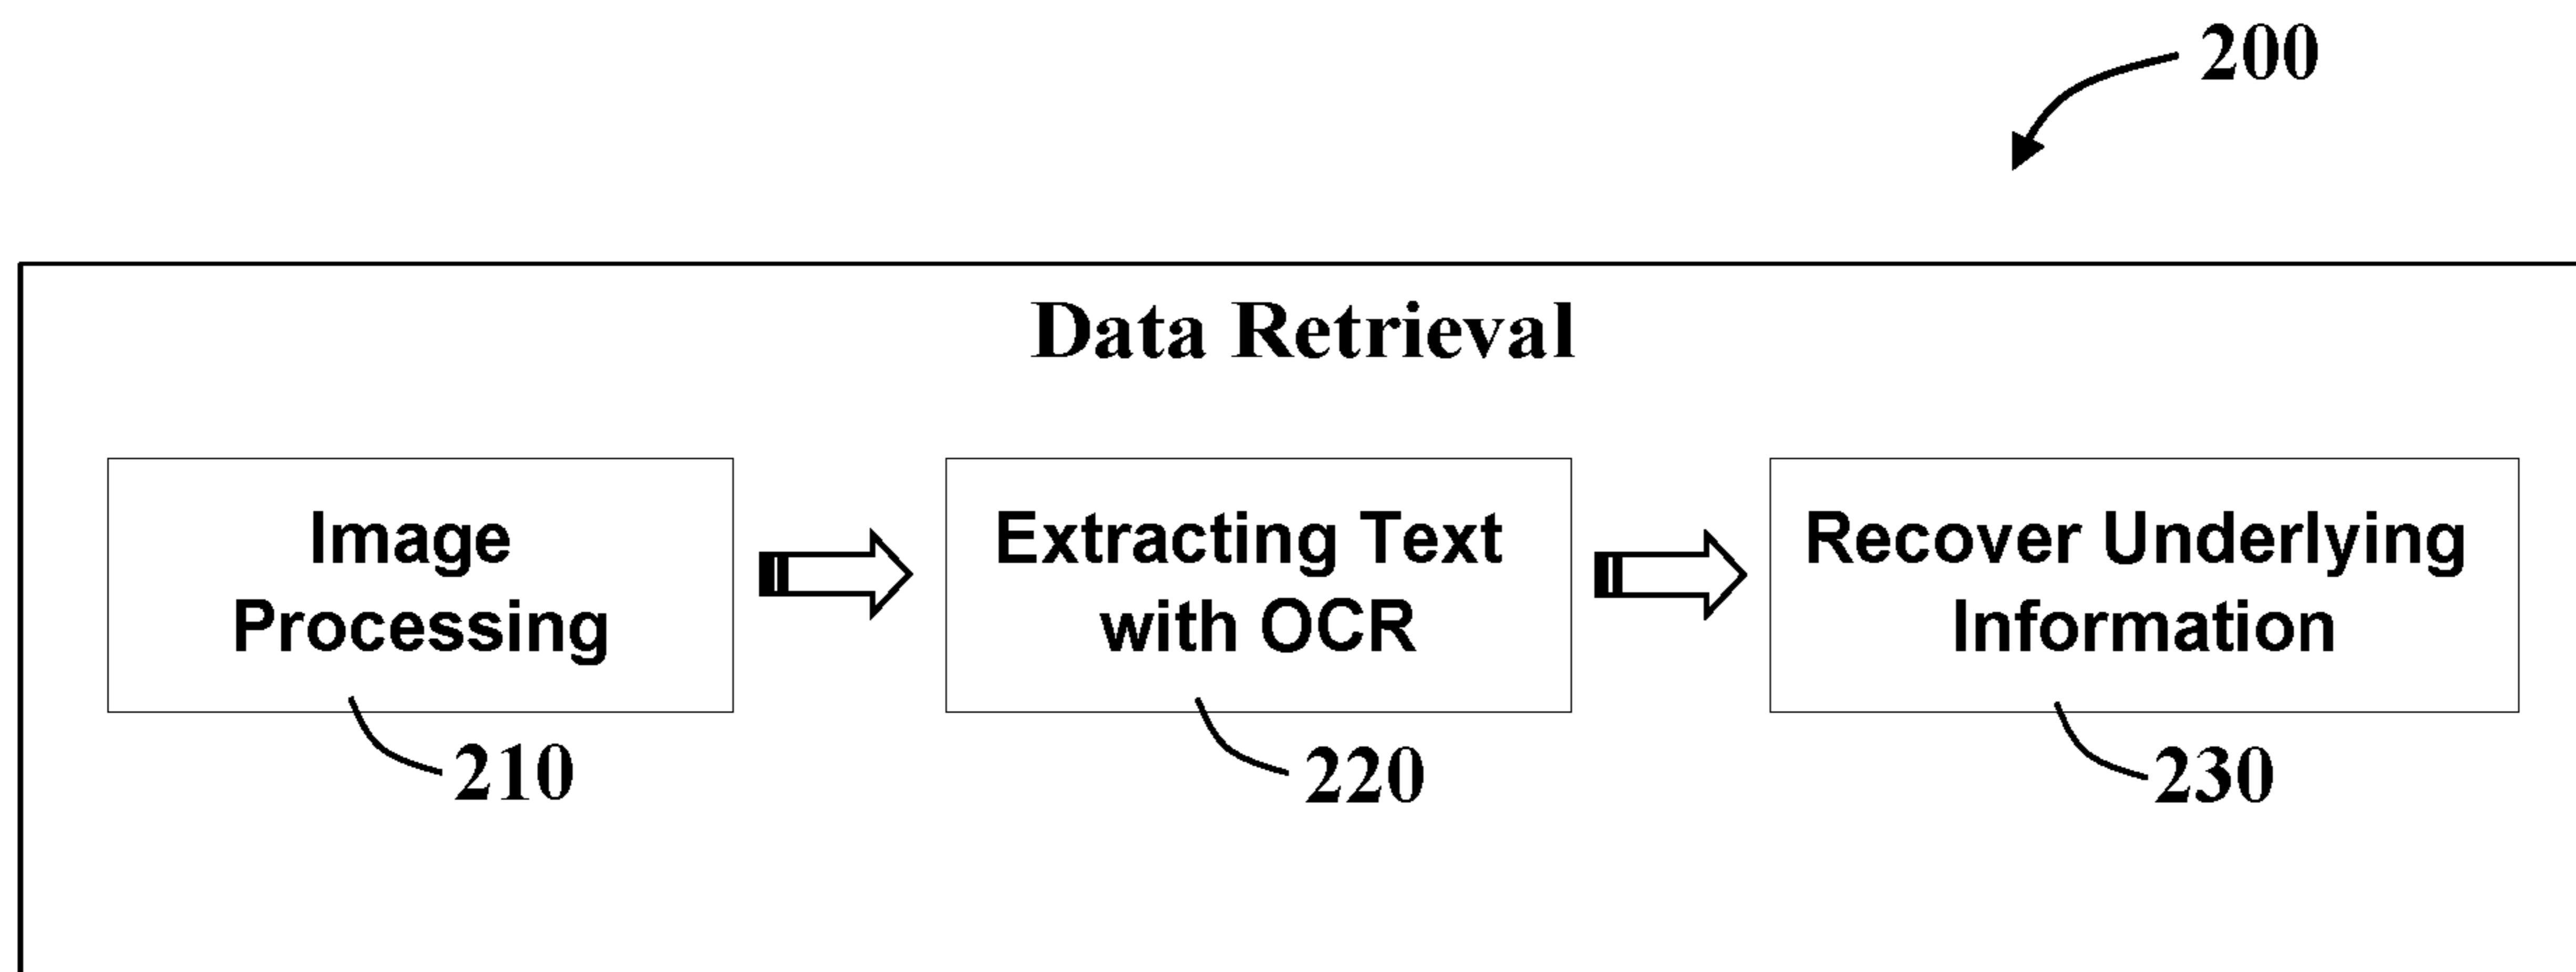 200
Data Retrieval
Image
Processing
210
Extracting Text
with OCR
220
Recover Underlying
Information
230